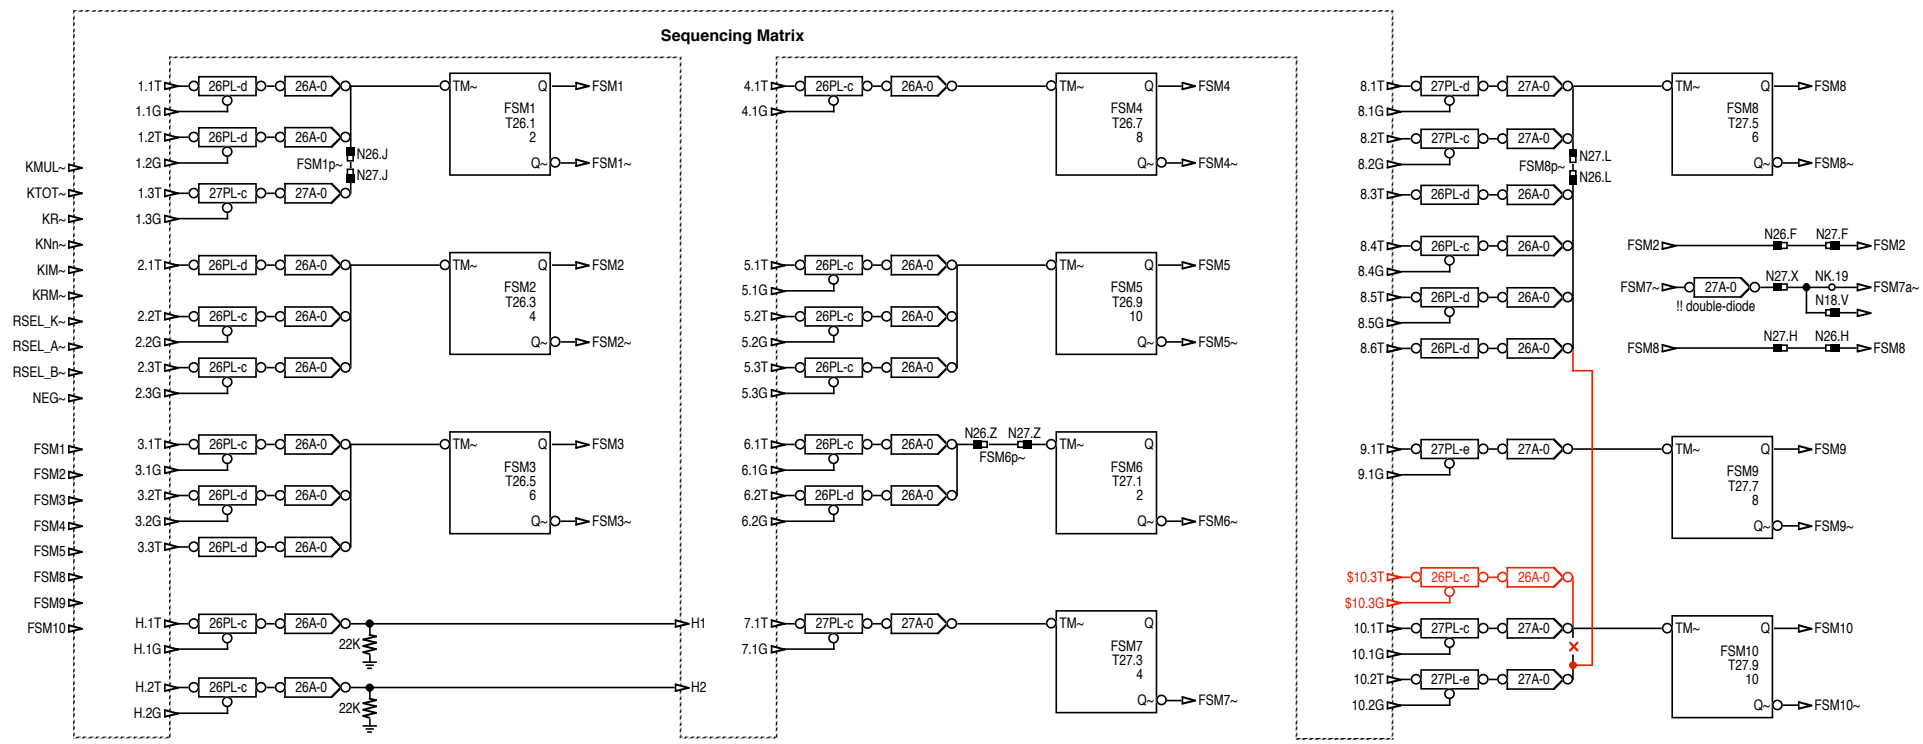 Sequencing Matrix
KMUL~
KTOT~
KR~
KNn~
KIM~
KRM~
RSEL_K~
RSEL_A~
RSEL_B~
NEG~
FSM1
FSM2
FSM3
FSM4
FSM5
FSM8
FSM9
FSM10
1.1T 26PL-d 26A-0 TM~ Q FSM1
1.1G FSM1
T26.1
1.2T 26PL-d 26A-0 2
1.2G N26.J Q~ FSM1~
FSM1p~
N27.J
1.3T 27PL-c 27A-0
1.3G
2.1T 26PL-d 26A-0 TM~ Q FSM2
FSM2
T26.3
2.2T 26PL-c 26A-0 4
2.2G Q~ FSM2~
2.3T 26PL-c 26A-0
2.3G
3.1T 26PL-c 26A-0 TM~ Q FSM3
3.1G FSM3
T26.5
3.2T 26PL-d 26A-0 6
3.2G Q~ FSM3~
3.3T 26PL-d 26A-0
H.1T 26PL-c 26A-0 H1
H.1G 22K
H.2T 26PL-c 26A-0 H2
H.2G 22K
4.1T 26PL-c 26A-0 TM~ Q FSM4
4.1G FSM4
T26.7
8
Q~ FSM4~
5.1T 26PL-c 26A-0 TM~ Q FSM5
5.1G FSM5
T26.9
5.2T 26PL-c 26A-0 10
5.2G Q~ FSM5~
5.3T 26PL-c 26A-0
5.3G
N26.Z N27.Z
6.1T 26PL-c 26A-0 TM~ Q
FSM6p~
6.1G FSM6
T27.1
6.2T 26PL-d 26A-0 2
6.2G Q~ FSM6~
7.1T 27PL-c 27A-0 TM~ Q
7.1G FSM7
T27.3
4
Q~ FSM7~
8.1T 27PL-d 27A-0 TM~ Q FSM8
8.1G FSM8
T27.5
8.2T 27PL-c 27A-0 6
8.2G N27.L Q~ FSM8~
FSM8p~
N26.L
8.3T 26PL-d 26A-0
8.4T 26PL-c 26A-0
8.4G
8.5T 26PL-d 26A-0
8.5G
8.6T 26PL-d 26A-0
N26.F N27.F
FSM2 FSM2
N27.X NK.19
FSM7~ 27A-0 FSM7a~
!! double-diode N18.V
N27.H N26.H
FSM8 FSM8
9.1T 27PL-e 27A-0 TM~ Q FSM9
9.1G FSM9
T27.7
8
Q~ FSM9~
$10.3T 26PL-c 26A-0
$10.3G
10.1T 27PL-c 27A-0 TM~ Q FSM10
10.1G FSM10
T27.9
10.2T 27PL-e 27A-0 10
10.2G Q~ FSM10~